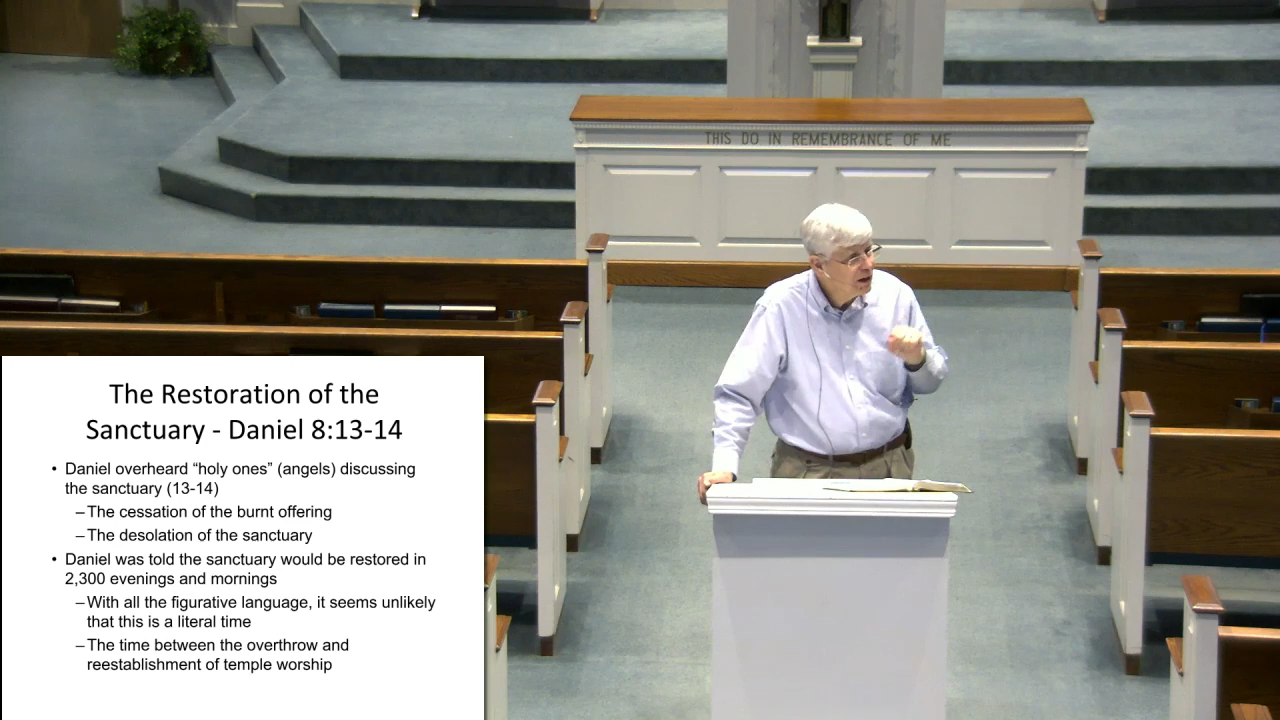 THIS DO IN REMEMBRANCE OF ME
The Restoration of the
Sanctuary - Daniel 8:13-14
• Daniel overheard “holy ones” (angels) discussing
the sanctuary (13-14)
–The cessation of the burnt offering
–The desolation of the sanctuary
• Daniel was told the sanctuary would be restored in
2,300 evenings and mornings
–With all the figurative language, it seems unlikely
that this is a literal time
–The time between the overthrow and
reestablishment of temple worship